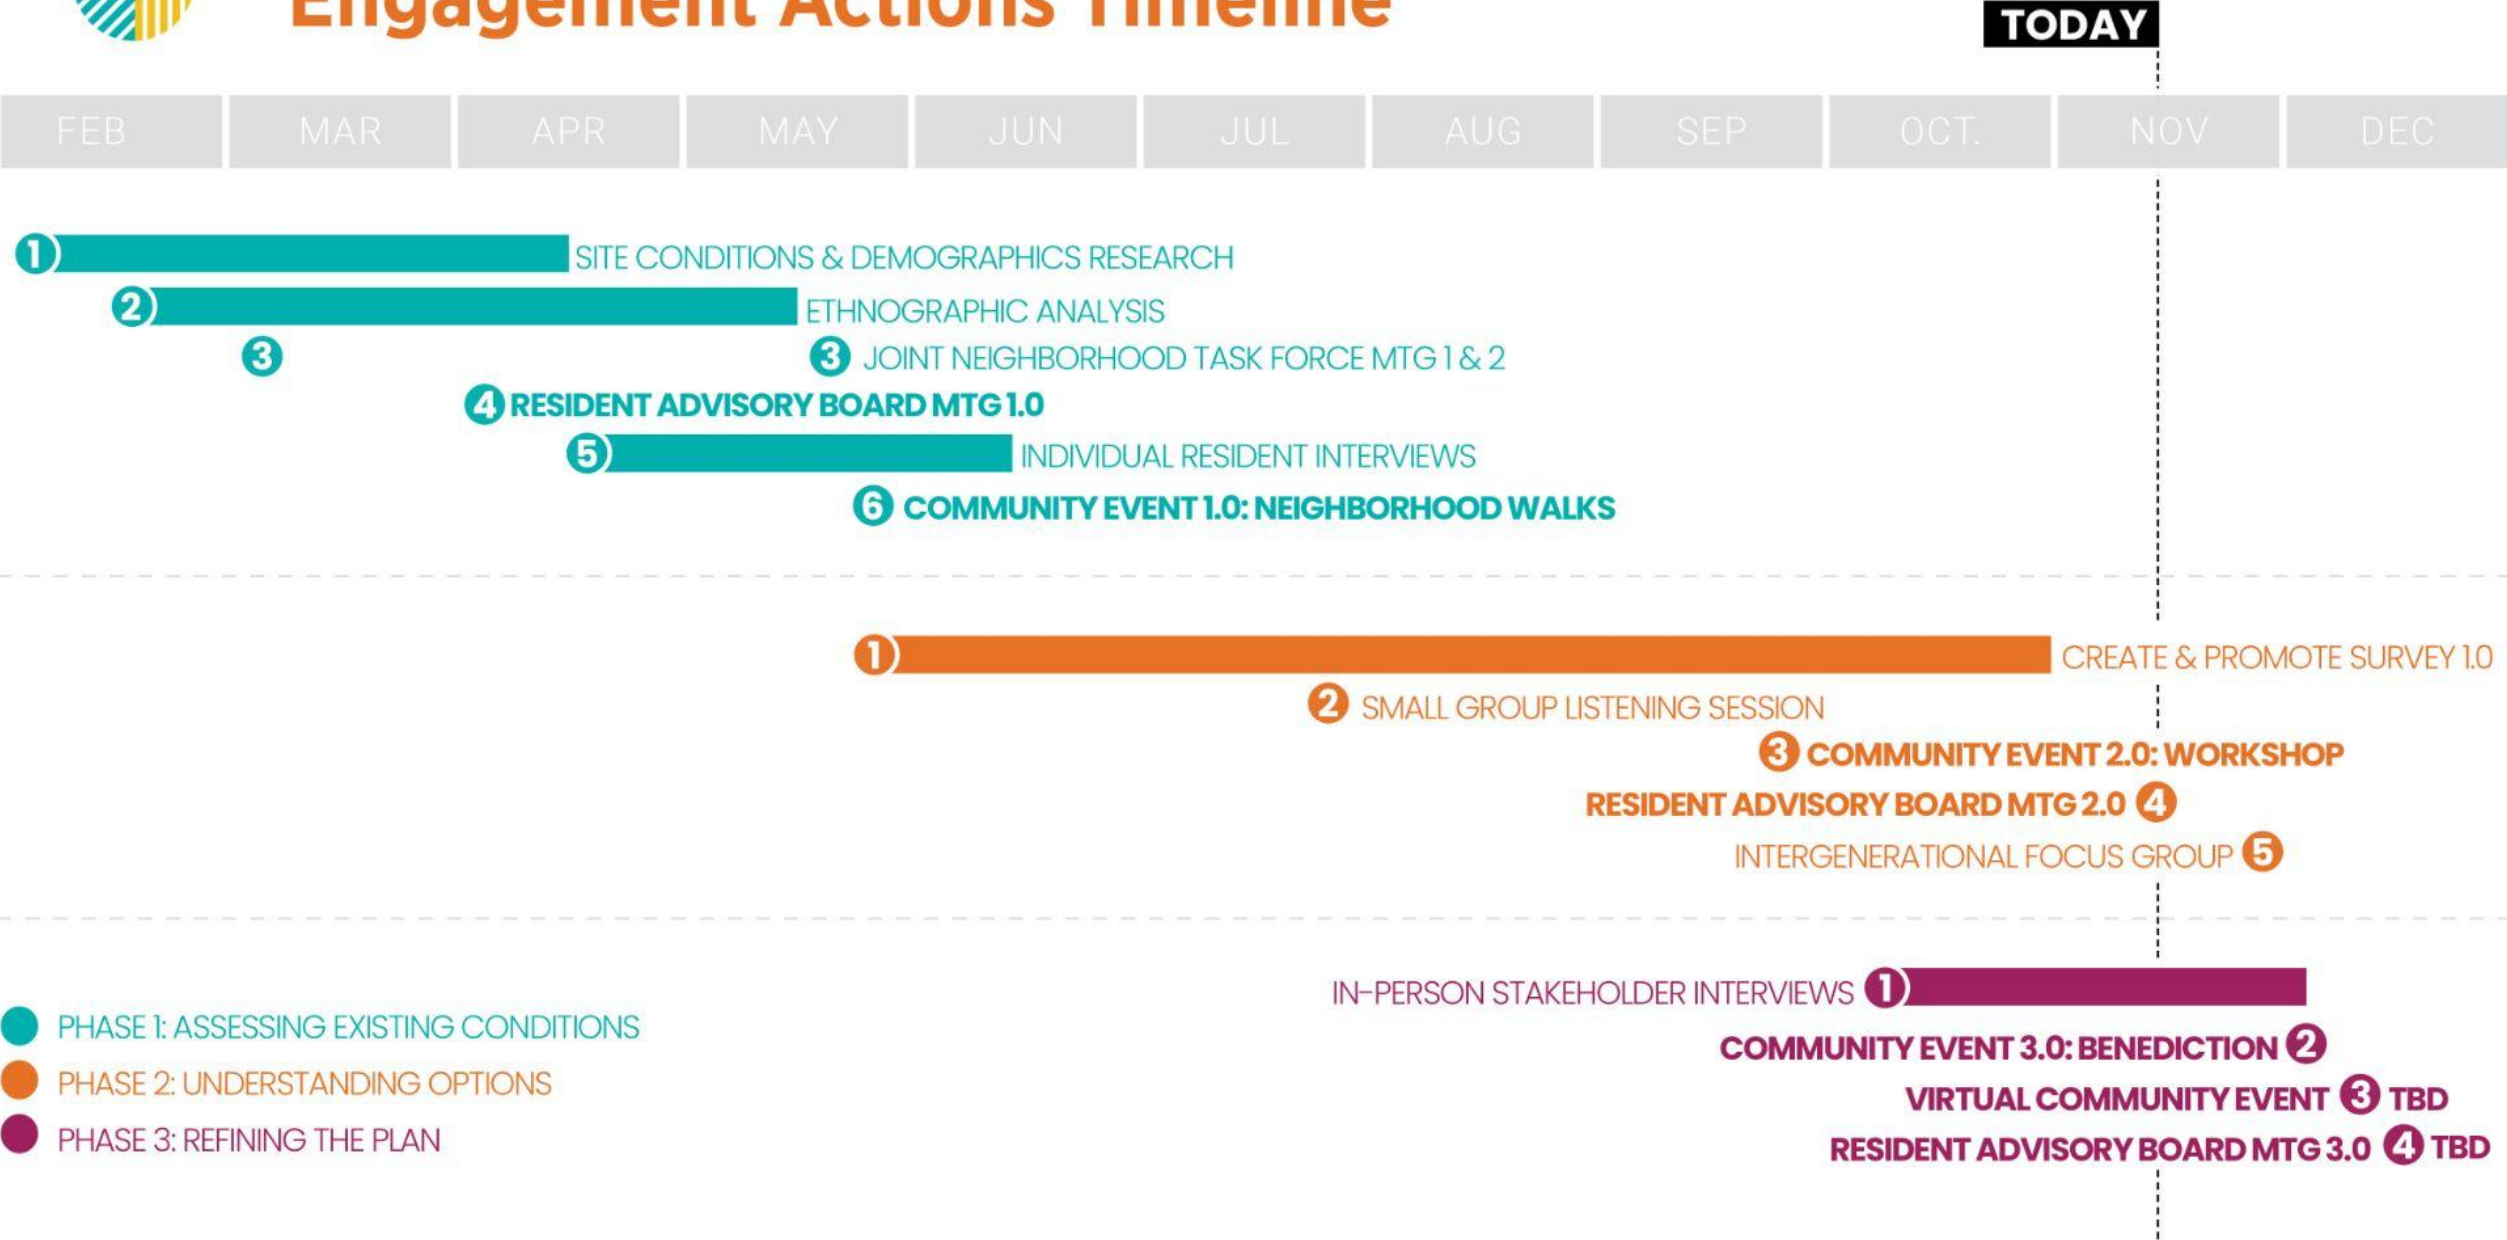 Engagement Actions Timeline
TODAY
FEB MAR APR MAY JUN JUL AUG SEP OCT. NOV DEC
1 SITE CONDITIONS & DEMOGRAPHICS RESEARCH
2 ETHNOGRAPHIC ANALYSIS
3 3 JOINT NEIGHBORHOOD TASK FORCE MTG 1 & 2
4 RESIDENT ADVISORY BOARD MTG 1.0
5 INDIVIDUAL RESIDENT INTERVIEWS
6 COMMUNITY EVENT 1.0: NEIGHBORHOOD WALKS
1 CREATE & PROMOTE SURVEY 1.0
2 SMALL GROUP LISTENING SESSION
3 COMMUNITY EVENT 2.0: WORKSHOP
RESIDENT ADVISORY BOARD MTG 2.0 4
INTERGENERATIONAL FOCUS GROUP 5
IN-PERSON STAKEHOLDER INTERVIEWS 1
COMMUNITY EVENT 3.0: BENEDICTION 2
VIRTUAL COMMUNITY EVENT 3 TBD
RESIDENT ADVISORY BOARD MTG 3.0 4 TBD
PHASE 1: ASSESSING EXISTING CONDITIONS
PHASE 2: UNDERSTANDING OPTIONS
PHASE 3: REFINING THE PLAN